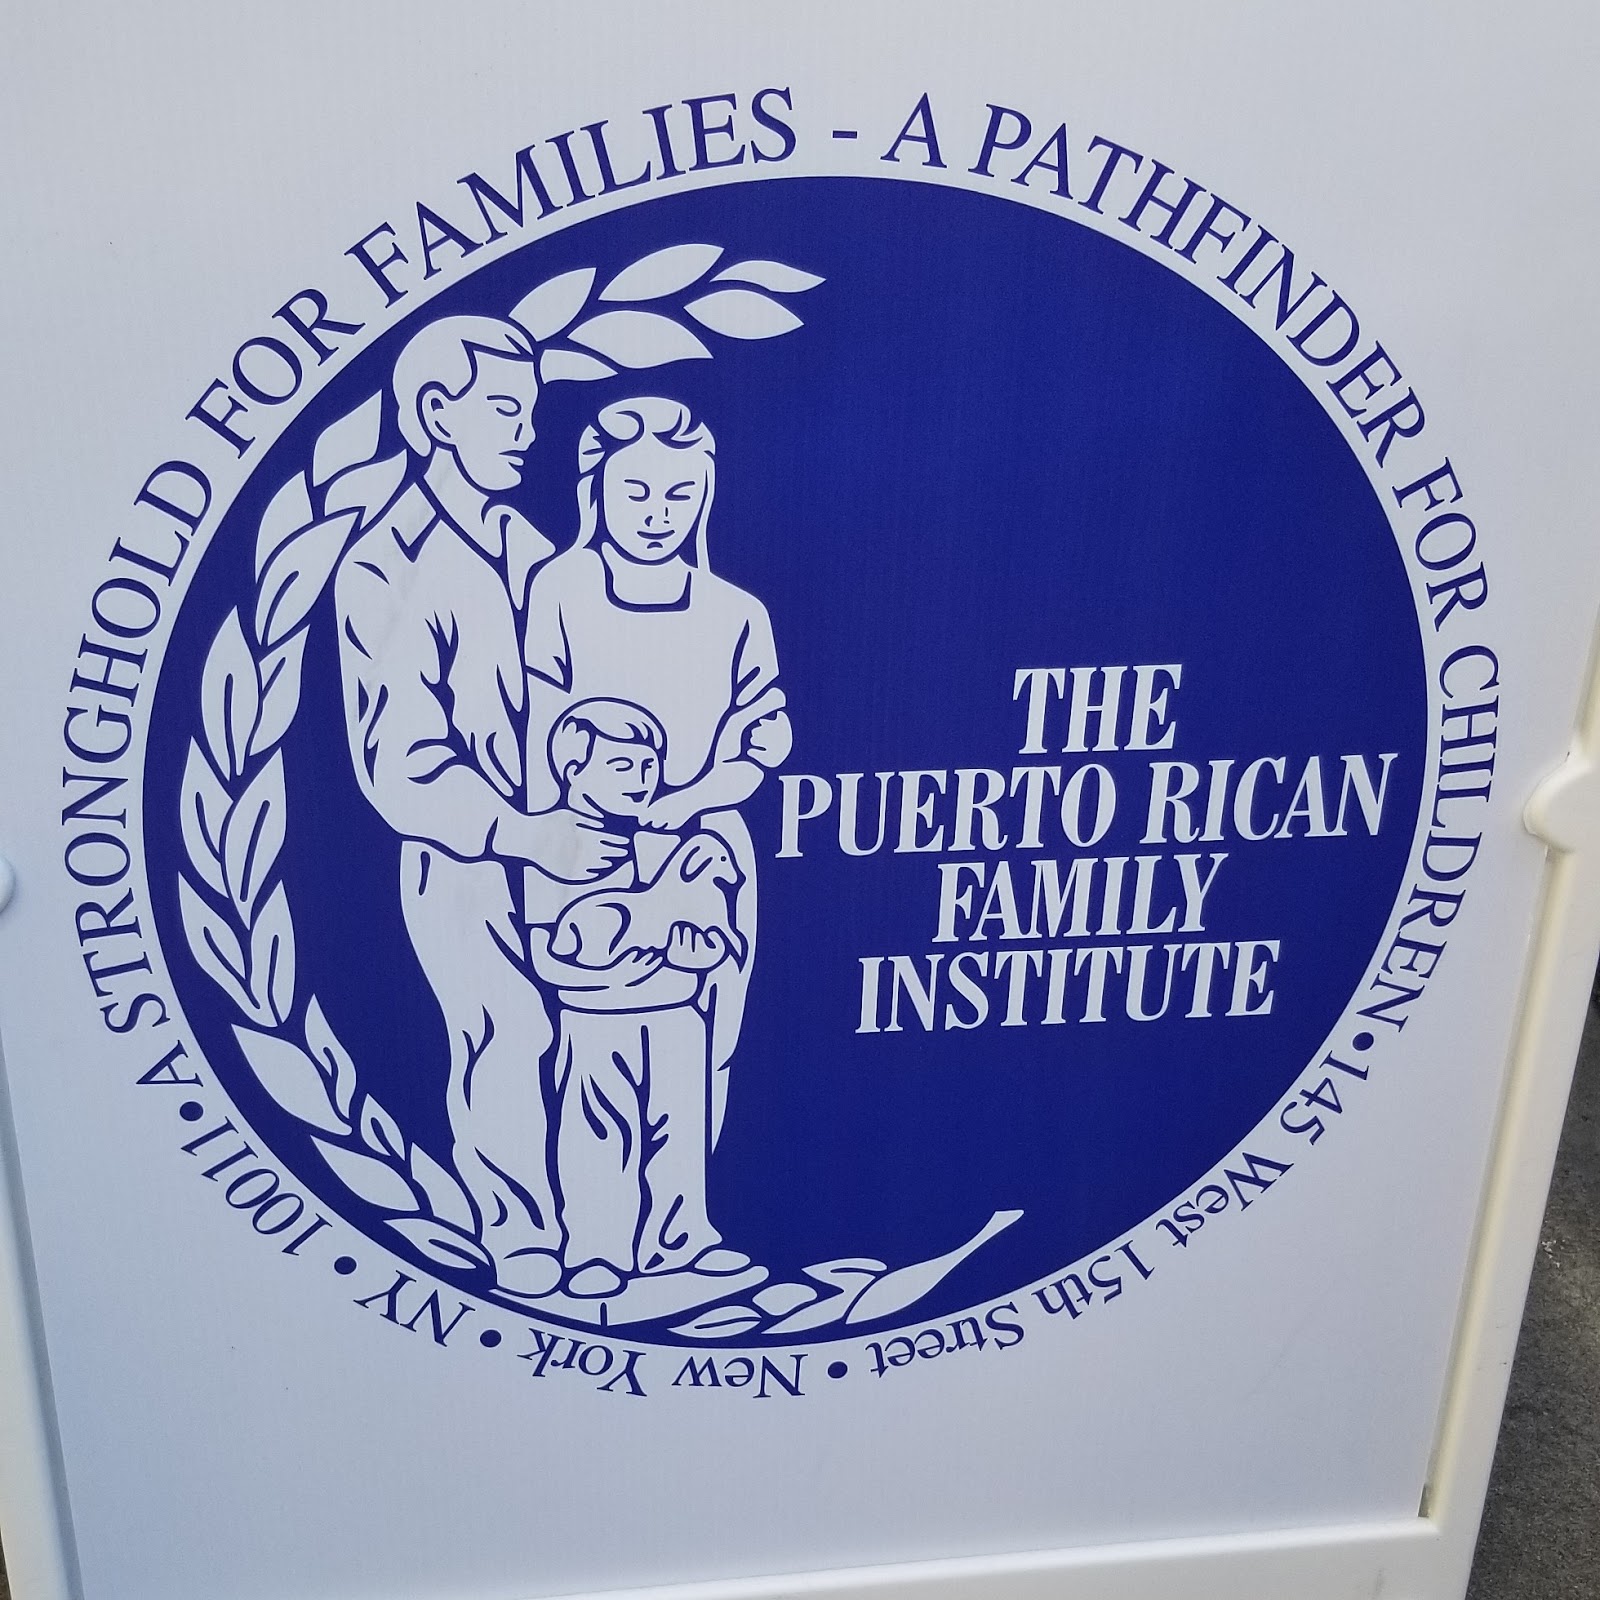 A STRONGHOLD FOR FAMILIES - A PATHFINDER FOR CHILDREN • 145 West 15th Street • New York • NY • 10011 •
THE
PUERTO RICAN
FAMILY
INSTITUTE